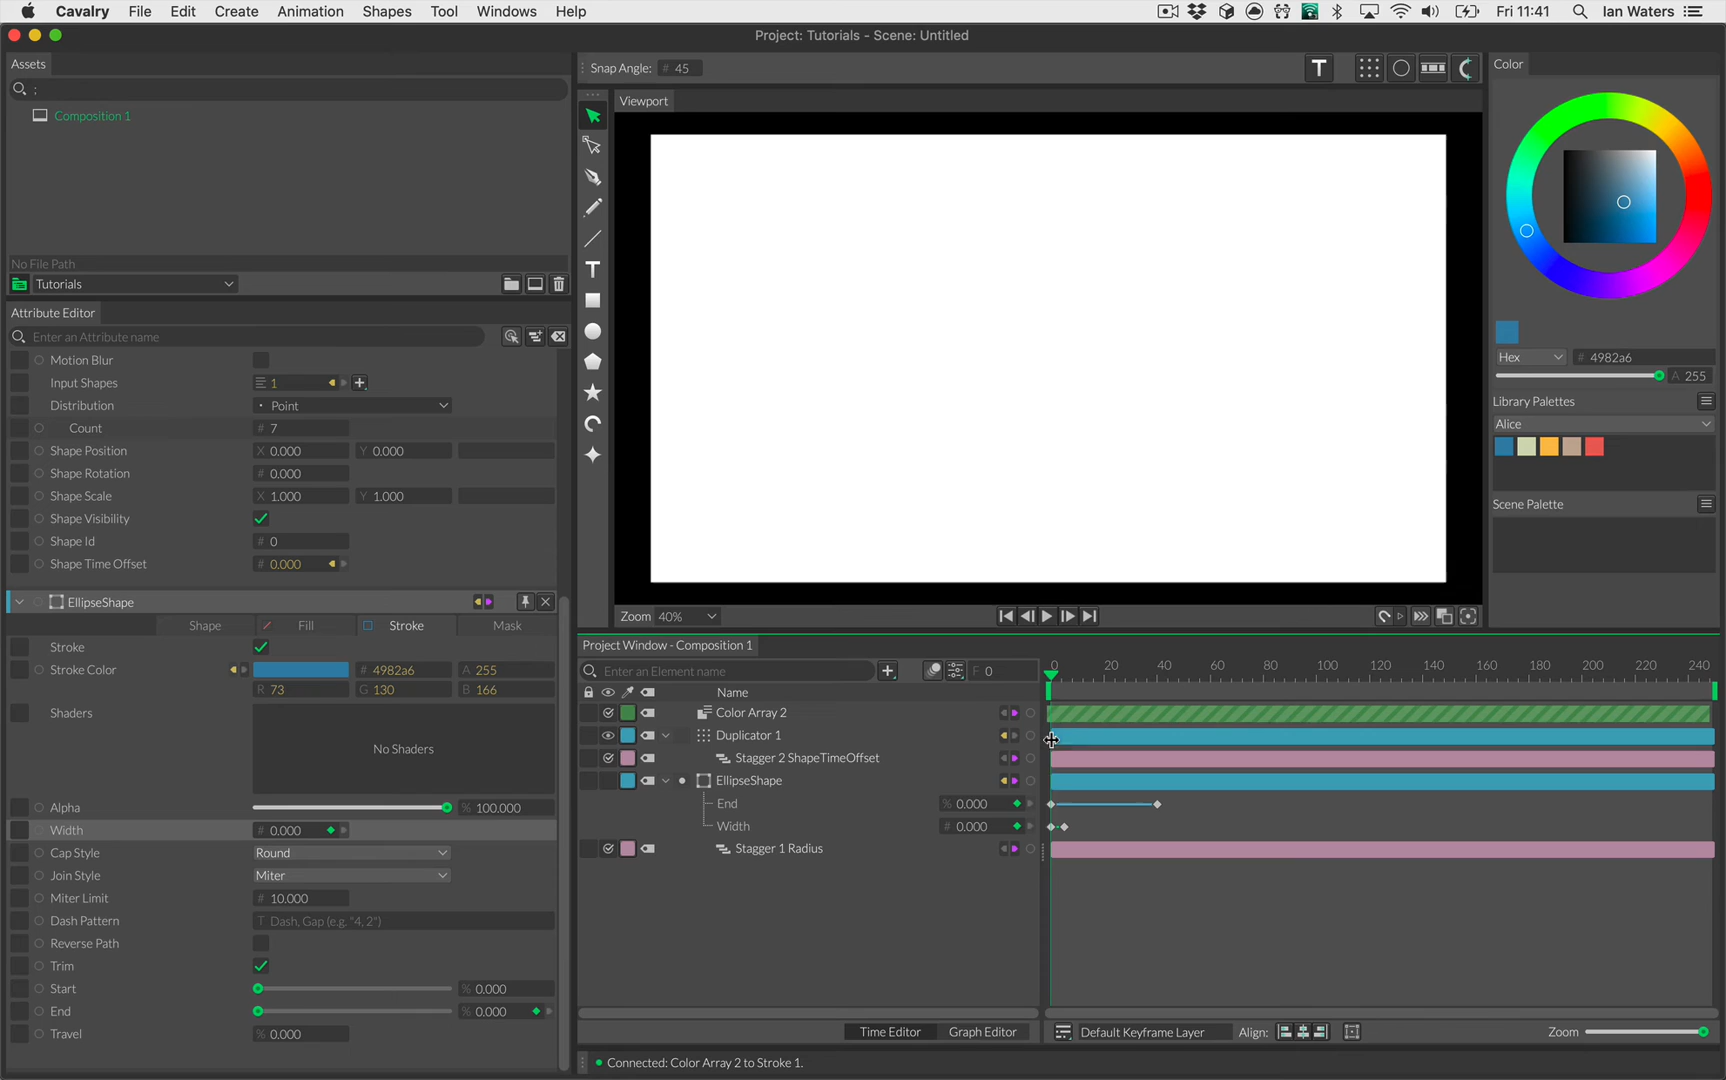 Cavalry File Edit Create Animation Shapes Tool Windows Help Fri 11:41 Ian Waters
Project: Tutorials - Scene: Untitled
Assets
:
Composition 1
No File Path
Tutorials
Attribute Editor
Enter an Attribute name
Motion Blur
Input Shapes 1
Distribution Point
Count # 7
Shape Position X 0.000 Y 0.000
Shape Rotation # 0.000
Shape Scale X 1.000 Y 1.000
Shape Visibility
Shape Id # 0
Shape Time Offset # 0.000
EllipseShape
Shape Fill Stroke Mask
Stroke
Stroke Color # 4982a6 A 255
R 73 G 130 B 166
Shaders
No Shaders
Alpha % 100.000
Width # 0.000
Cap Style Round
Join Style Miter
Miter Limit # 10.000
Dash Pattern T Dash, Gap (e.g. "4, 2")
Reverse Path
Trim
Start % 0.000
End % 0.000
Travel % 0.000
Snap Angle: # 45
T
Viewport
T
Zoom 40%
Project Window - Composition 1
Enter an Element name F 0
0 20 40 60 80 100 120 140 160 180 200 220 240
Name
Color Array 2
Duplicator 1
Stagger 2 ShapeTimeOffset
EllipseShape
End % 0.000
Width # 0.000
Stagger 1 Radius
Time Editor Graph Editor Default Keyframe Layer Align: Zoom
Connected: Color Array 2 to Stroke 1.
Color
Hex # 4982a6
A 255
Library Palettes
Alice
Scene Palette